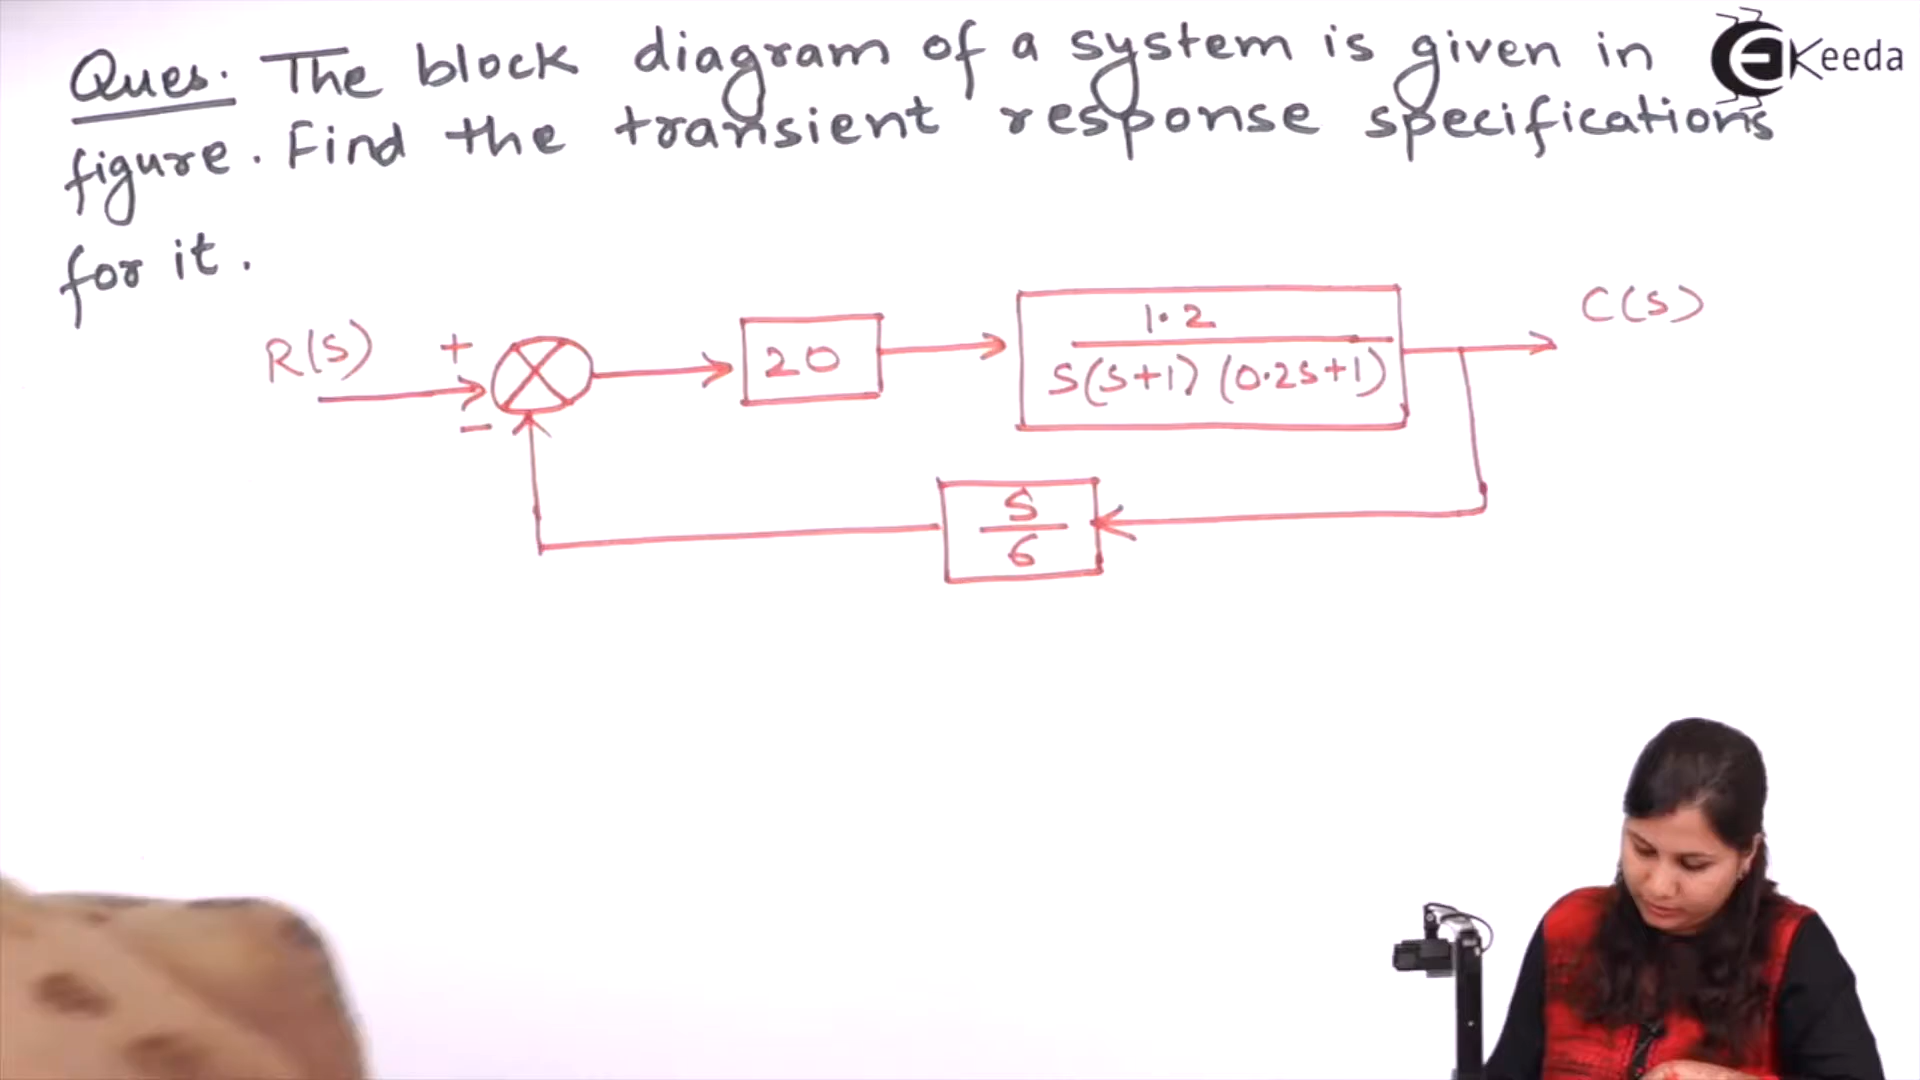 Ques. The block diagram of a system is given in
figure. Find the transient response specifications
for it.
EKeeda
R(S)
+
-
20
1.2
S(S+1) (0.2S+1)
C(S)
S
6